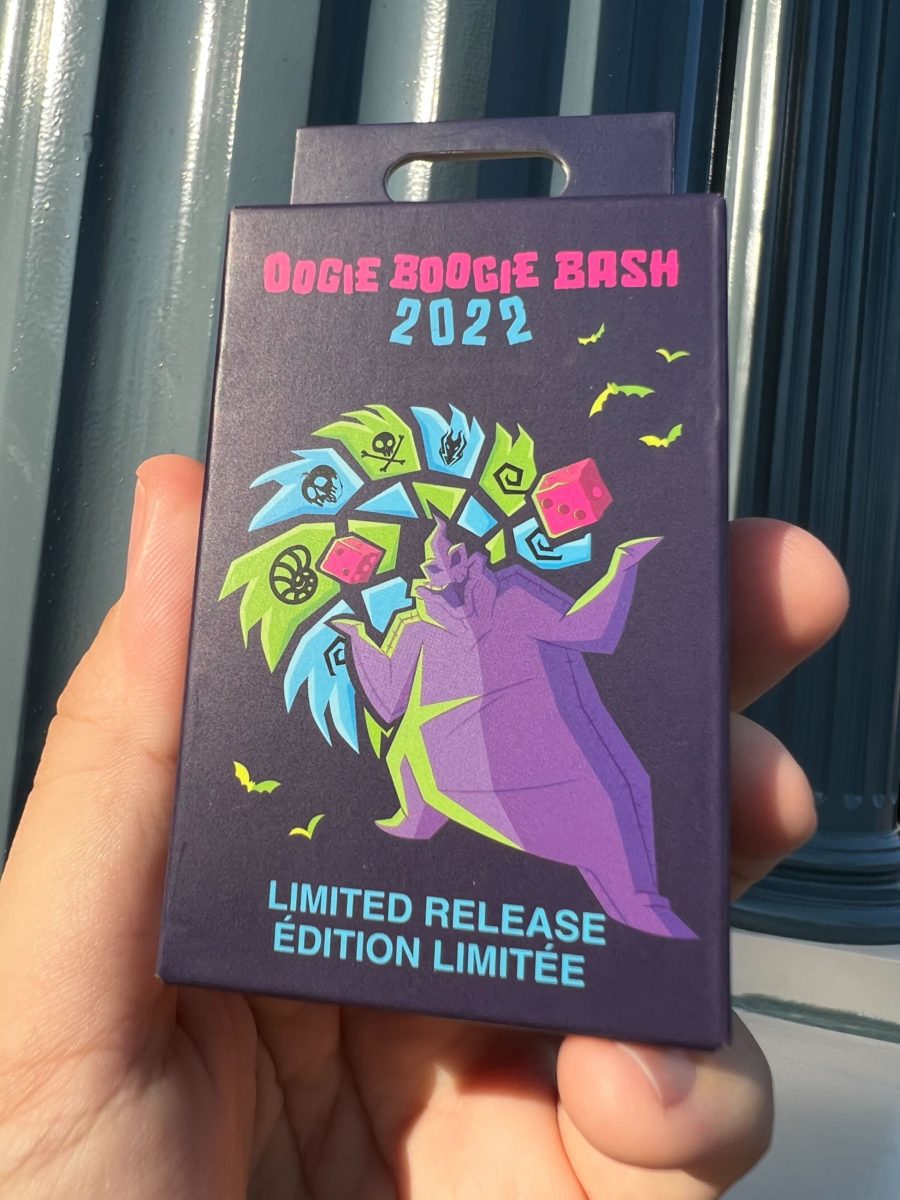 OOGIE BOOGIE BASH
2022
LIMITED RELEASE
ÉDITION LIMITÉE